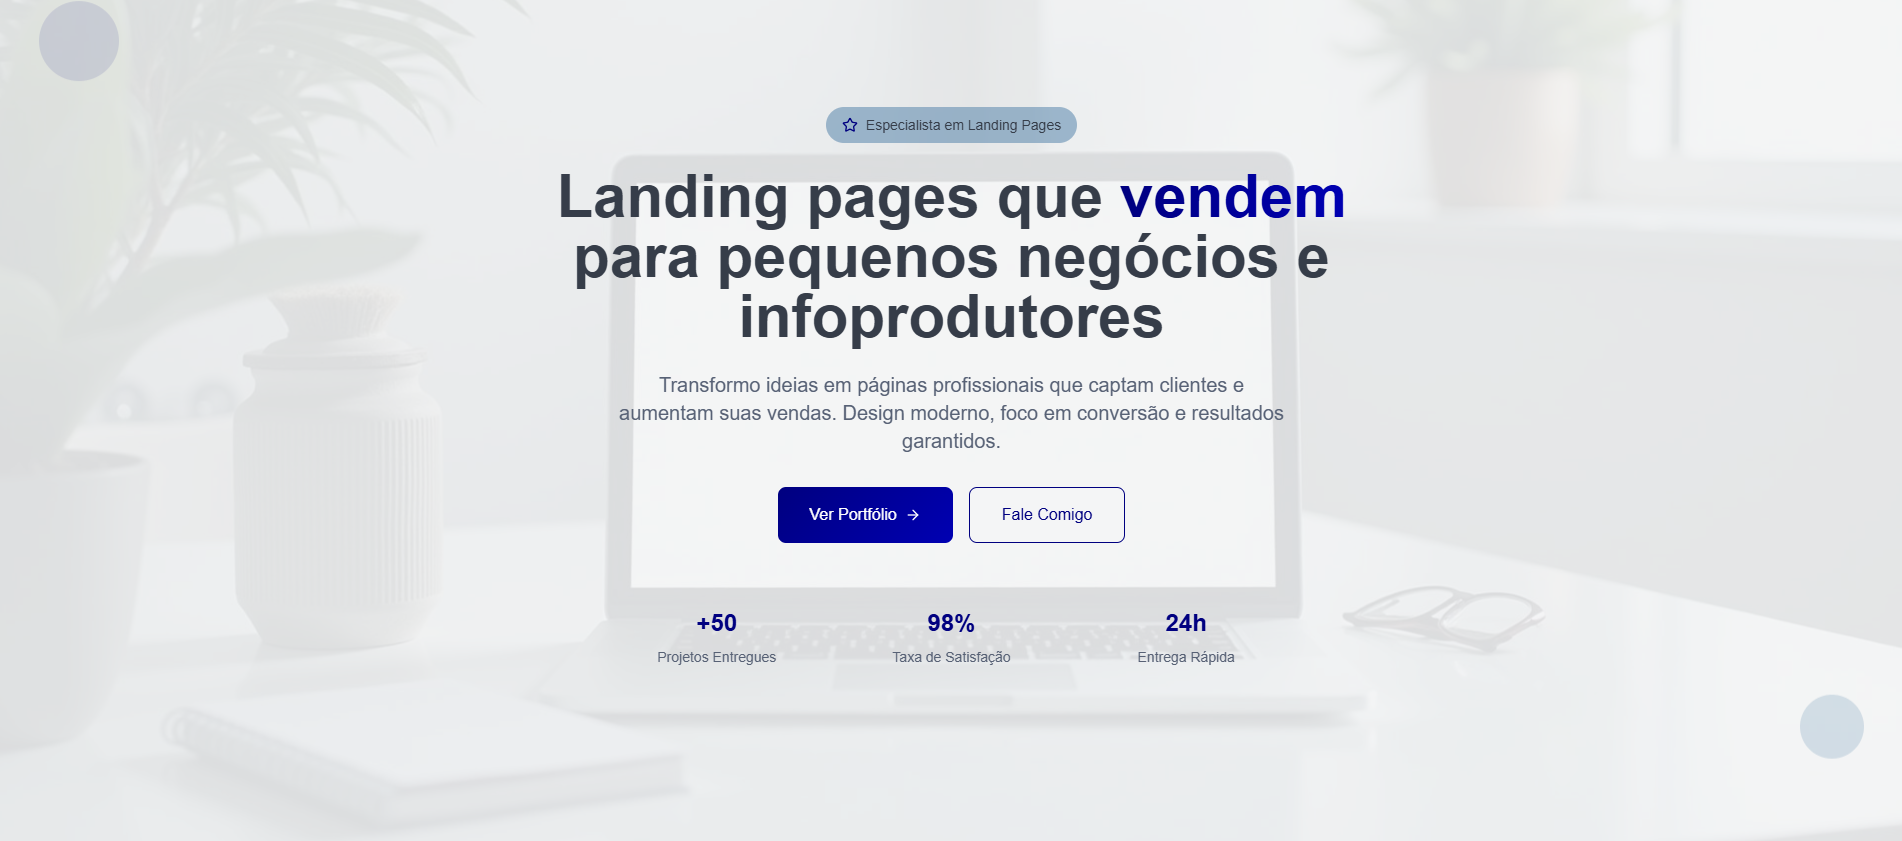 Especialista em Landing Pages
Landing pages que vendem
para pequenos negócios e
infoprodutores
Transformo ideias em páginas profissionais que captam clientes e
aumentam suas vendas. Design moderno, foco em conversão e resultados
garantidos.
Ver Portfólio →
Fale Comigo
+50
Projetos Entregues
98%
Taxa de Satisfação
24h
Entrega Rápida